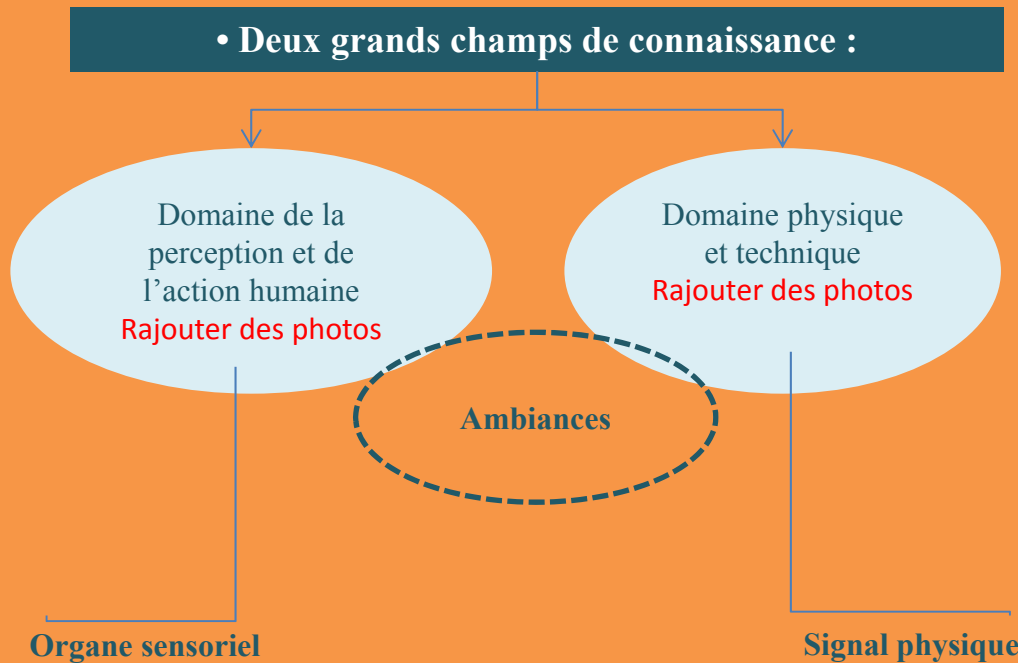 • Deux grands champs de connaissance :
Domaine de la
perception et de
l’action humaine
Rajouter des photos
Domaine physique
et technique
Rajouter des photos
Ambiances
Organe sensoriel
Signal physique